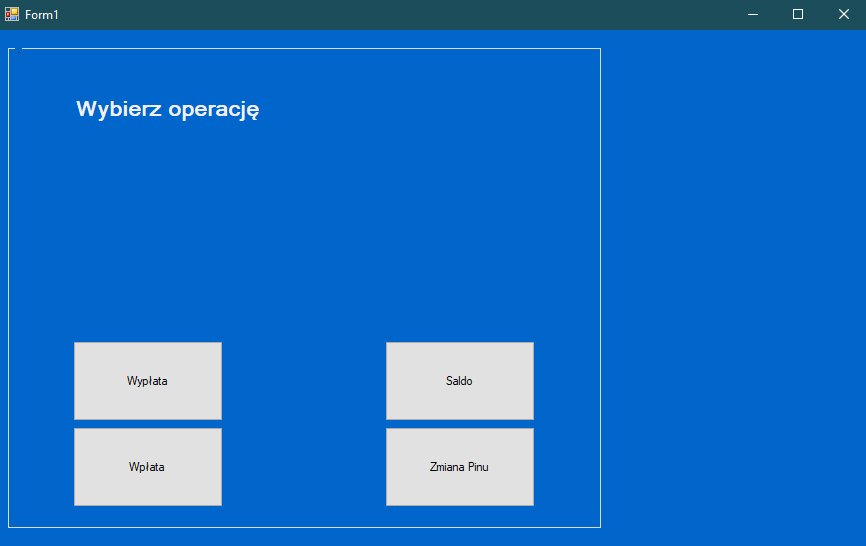 Form1
Wybierz operację
Wypłata
Saldo
Wpłata
Zmiana Pinu